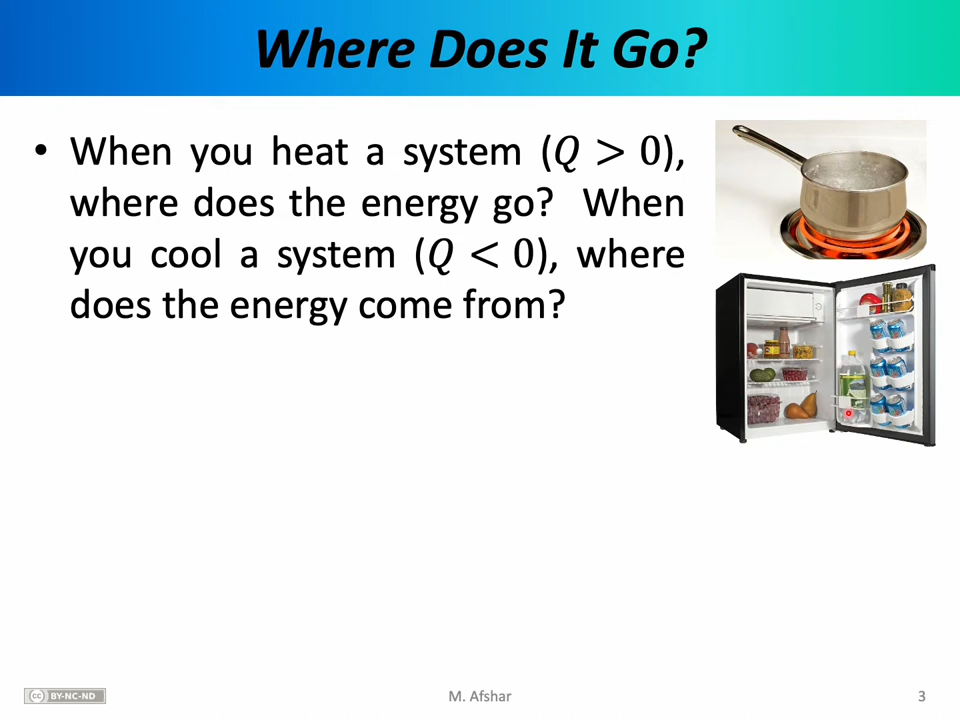 Where Does It Go?
• When you heat a system (Q > 0),
where does the energy go? When
you cool a system (Q < 0), where
does the energy come from?
cc BY-NC-ND
M. Afshar
3